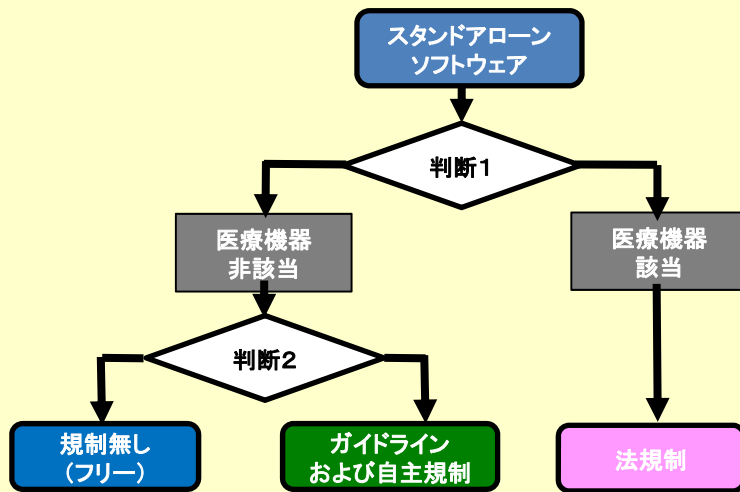 スタンドアローン
ソフトウェア
判断1
医療機器
非該当
医療機器
該当
判断2
規制無し
（フリー）
ガイドライン
および自主規制
法規制